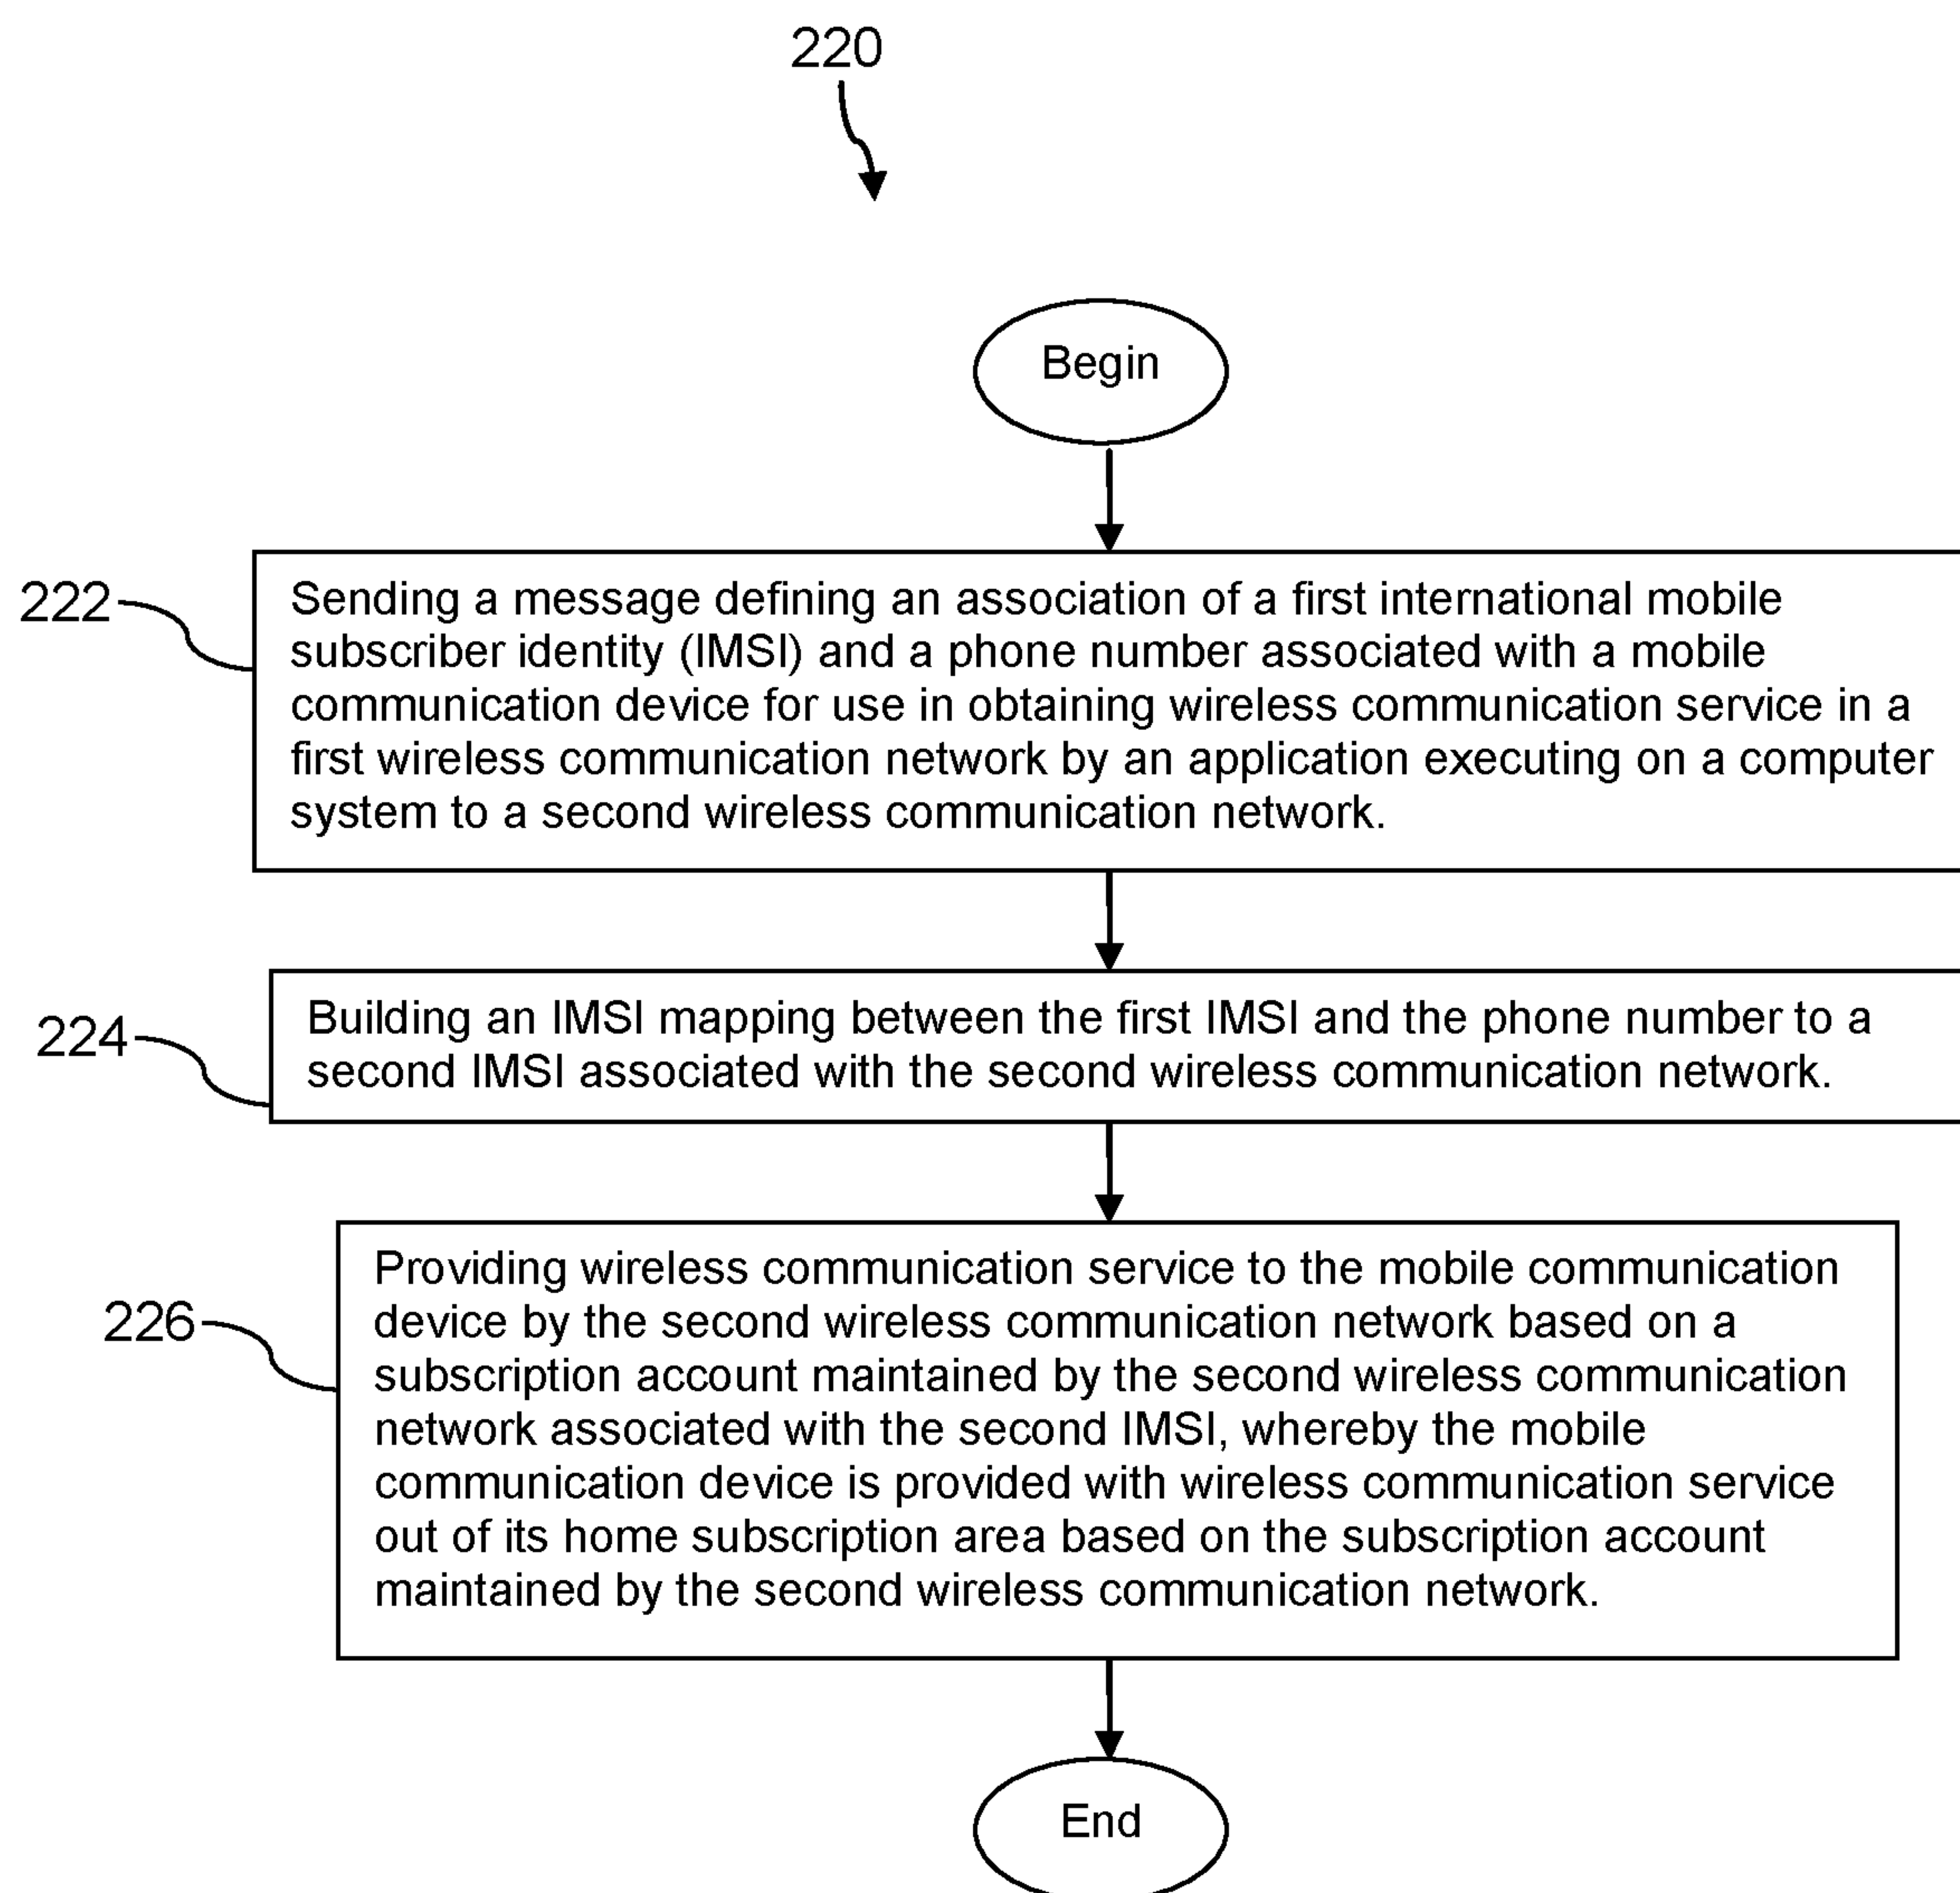 220
Begin
222
Sending a message defining an association of a first international mobile
subscriber identity (IMSI) and a phone number associated with a mobile
communication device for use in obtaining wireless communication service in a
first wireless communication network by an application executing on a computer
system to a second wireless communication network.
224
Building an IMSI mapping between the first IMSI and the phone number to a
second IMSI associated with the second wireless communication network.
226
Providing wireless communication service to the mobile communication
device by the second wireless communication network based on a
subscription account maintained by the second wireless communication
network associated with the second IMSI, whereby the mobile
communication device is provided with wireless communication service
out of its home subscription area based on the subscription account
maintained by the second wireless communication network.
End